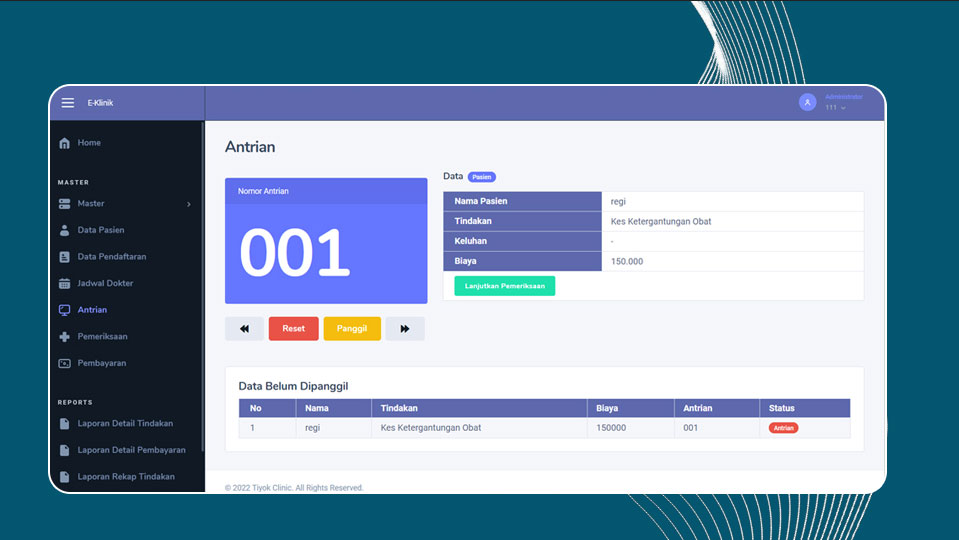 E-Klinik
Administrator
111
Home
MASTER
Master
Data Pasien
Data Pendaftaran
Jadwal Dokter
Antrian
Pemeriksaan
Pembayaran
REPORTS
Laporan Detail Tindakan
Laporan Detail Pembayaran
Laporan Rekap Tindakan
Antrian
Nomor Antrian
001
Reset
Panggil
Data Pasien
Nama Pasien regi
Tindakan Kes Ketergantungan Obat
Keluhan -
Biaya 150.000
Lanjutkan Pemeriksaan
Data Belum Dipanggil
No Nama Tindakan Biaya Antrian Status
1 regi Kes Ketergantungan Obat 150000 001 Antrian
© 2022 Tiyok Clinic. All Rights Reserved.